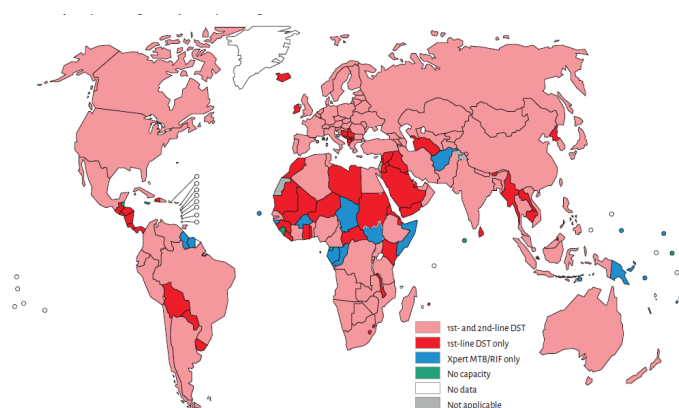 1st- and 2nd-line DST
1st-line DST only
Xpert MTB/RIF only
No capacity
No data
Not applicable